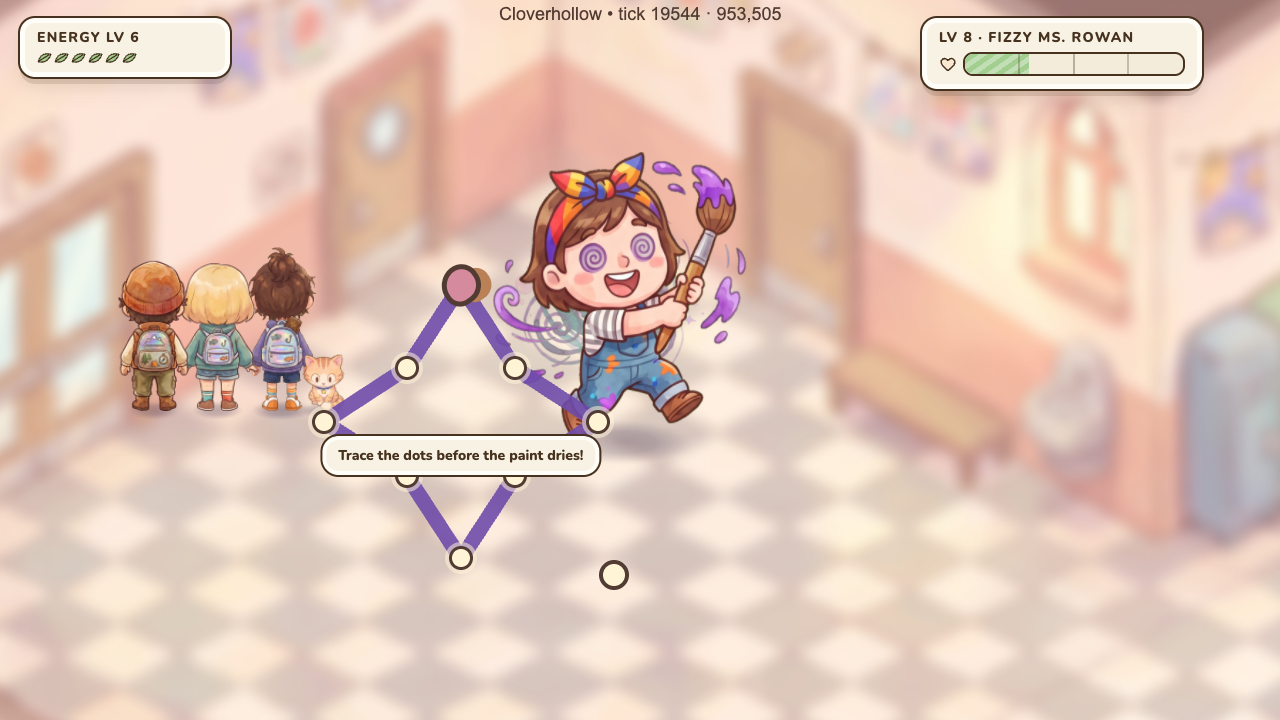 Cloverhollow • tick 19544 · 953,505
ENERGY LV 6
LV 8 · FIZZY MS. ROWAN
Trace the dots before the paint dries!